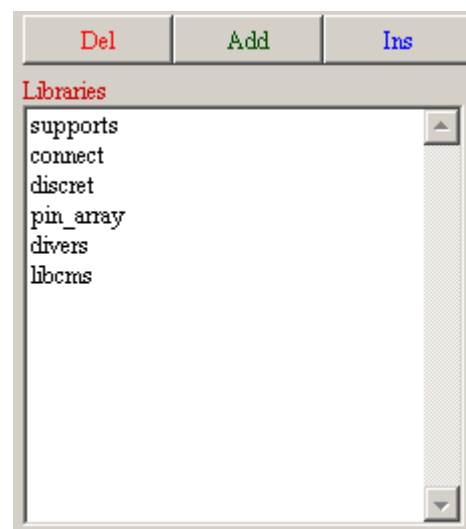 Del Add Ins
Libraries
supports
connect
discret
pin_array
divers
libcms